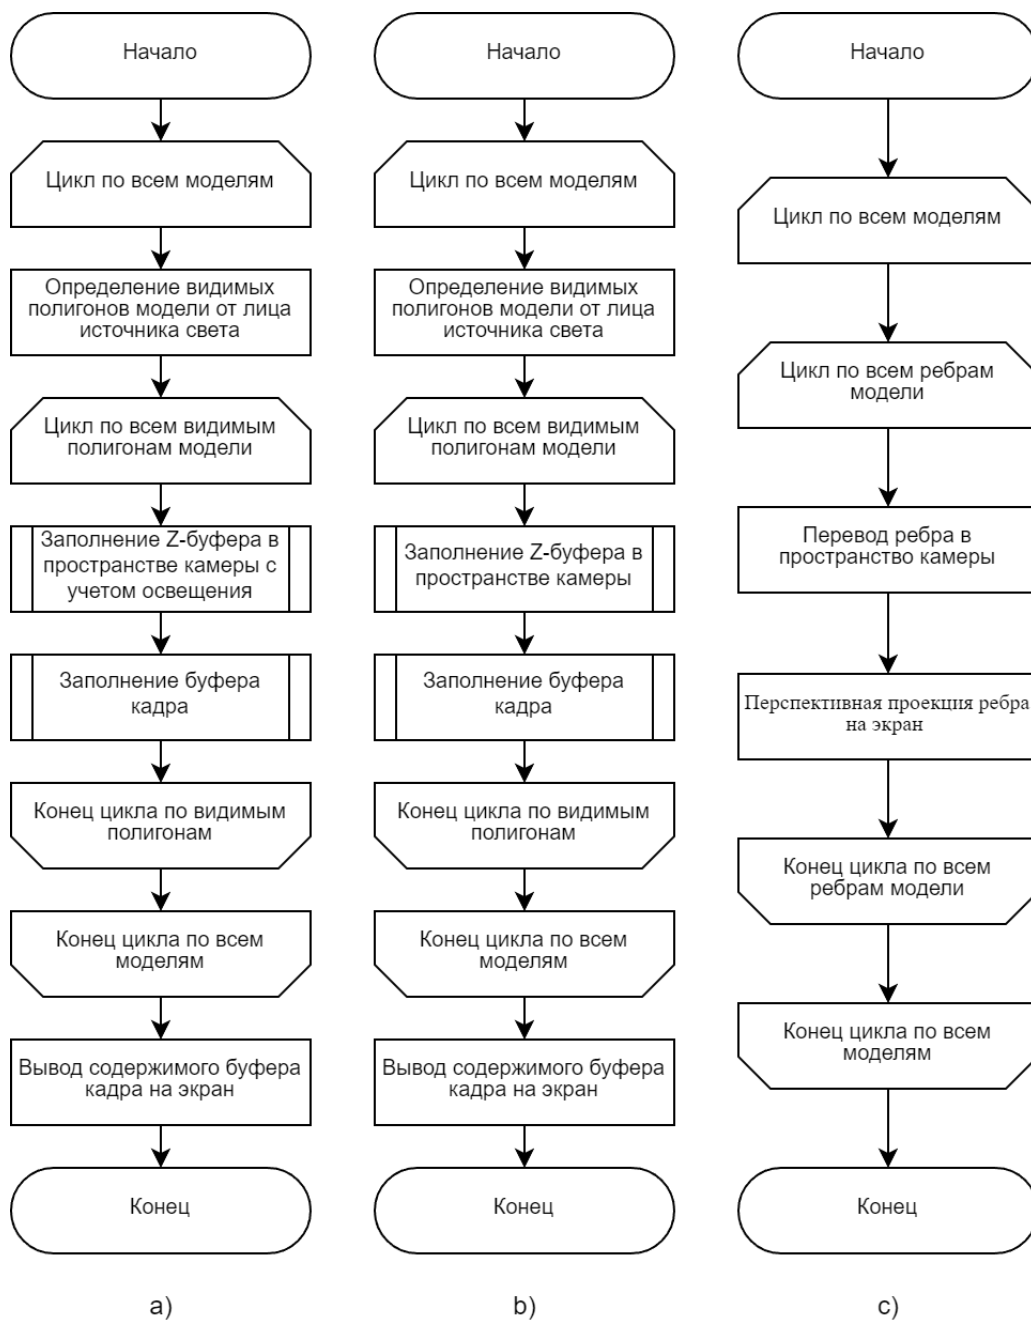 Начало
Цикл по всем моделям
Определение видимых
полигонов модели от лица
источника света
Цикл по всем видимым
полигонам модели
Заполнение Z-буфера в
пространстве камеры с
учетом освещения
Заполнение буфера
кадра
Конец цикла по видимым
полигонам
Конец цикла по всем
моделям
Вывод содержимого буфера
кадра на экран
Конец
a)
Начало
Цикл по всем моделям
Определение видимых
полигонов модели от лица
источника света
Цикл по всем видимым
полигонам модели
Заполнение Z-буфера в
пространстве камеры
Заполнение буфера
кадра
Конец цикла по видимым
полигонам
Конец цикла по всем
моделям
Вывод содержимого буфера
кадра на экран
Конец
b)
Начало
Цикл по всем моделям
Цикл по всем ребрам
модели
Перевод ребра в
пространство камеры
Перспективная проекция ребра
на экран
Конец цикла по всем
ребрам модели
Конец цикла по всем
моделям
Конец
c)